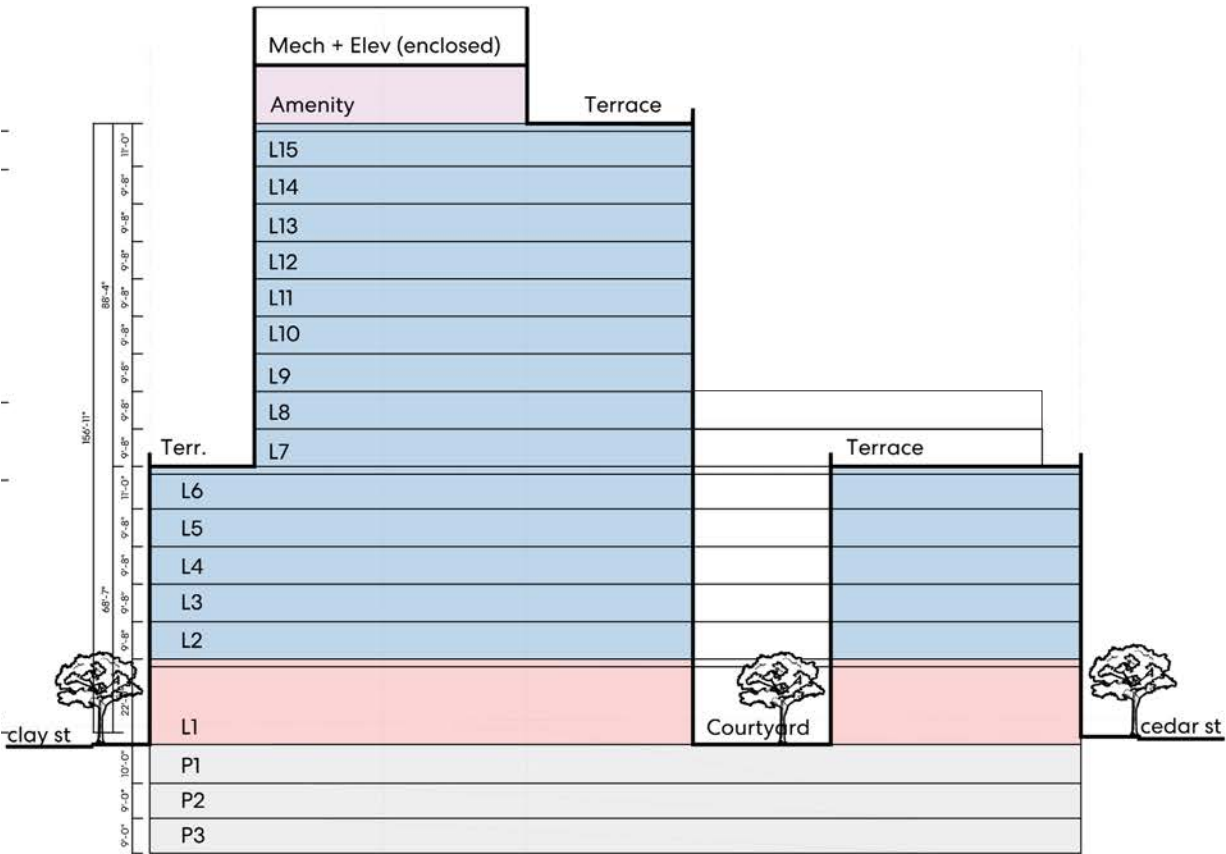 Mech + Elev (enclosed)
Amenity
Terrace
L15
L14
L13
L12
L11
L10
L9
L8
L7
Terr.
Terrace
L6
L5
L4
L3
L2
L1
Courtyard
clay st
cedar st
P1
P2
P3
11'-0"
9'-8"
9'-8"
9'-8"
9'-8"
9'-8"
9'-8"
9'-8"
9'-8"
11'-0"
9'-8"
9'-8"
9'-8"
9'-8"
22'
10'-0"
9'-0"
9'-0"
88'-4"
68'-7"
156'-11"